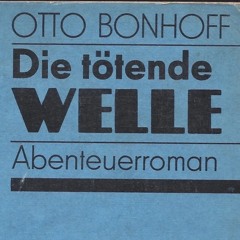 OTTO BONHOFF
Die tötende
WELLE
Abenteuerroman